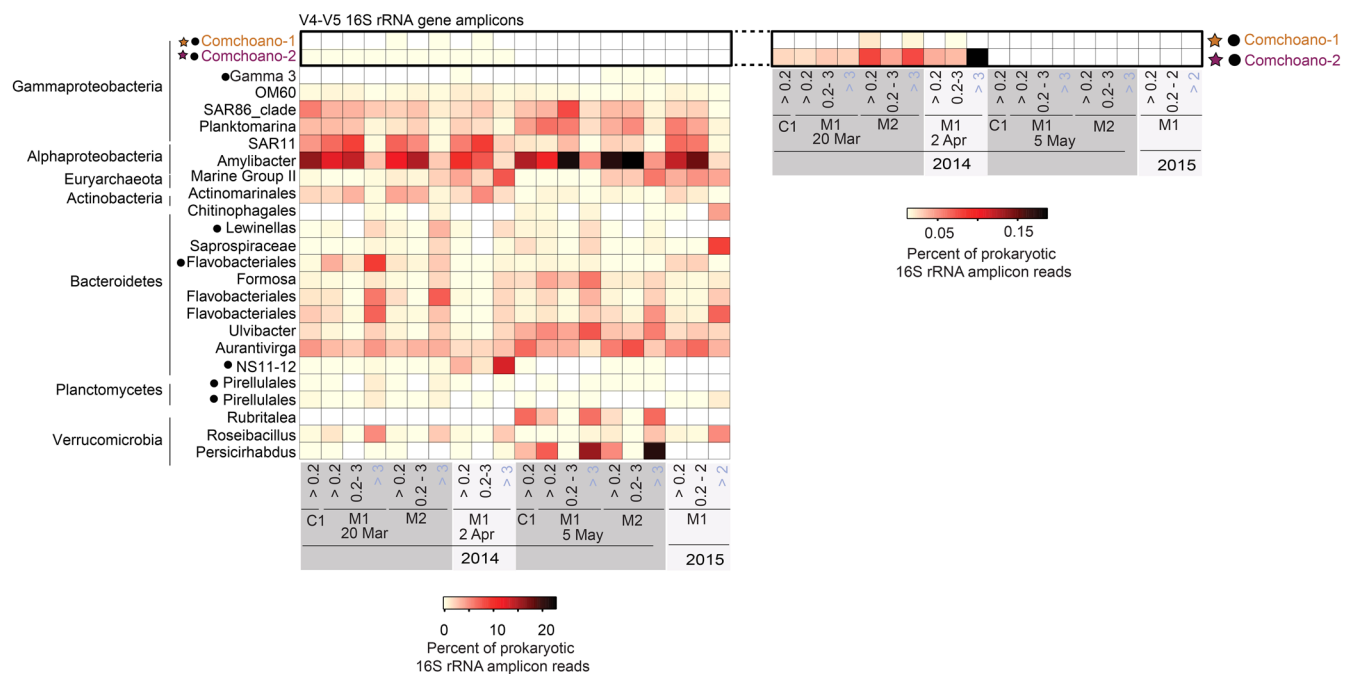 V4-V5 16S rRNA gene amplicons
Comchoano-1
Comchoano-2
Gamma 3
OM60
SAR86_clade
Planktomarina
SAR11
Amylibacter
Marine Group II
Actinomarinales
Chitinophagales
Lewinellas
Saprospiraceae
Flavobacteriales
Formosa
Flavobacteriales
Flavobacteriales
Ulvibacter
Aurantivirga
NS11-12
Pirellulales
Pirellulales
Rubritalea
Roseibacillus
Persicirhabdus
Gammaproteobacteria
Alphaproteobacteria
Euryarchaeota
Actinobacteria
Bacteroidetes
Planctomycetes
Verrucomicrobia
> 0.2
> 0.2
0.2- 3
> 3
> 0.2
0.2 - 3
> 3
> 0.2
0.2-3
> 3
> 0.2
> 0.2
0.2 - 3
> 3
> 0.2
0.2-3
> 3
> 0.2
0.2 - 2
> 2
C1 M1 M2 M1 C1 M1 M2 M1
20 Mar 2 Apr 5 May
2014 2015
0 10 20
Percent of prokaryotic
16S rRNA amplicon reads
Comchoano-1
Comchoano-2
> 0.2
> 0.2
0.2- 3
> 3
> 0.2
0.2 - 3
> 3
> 0.2
0.2-3
> 3
> 0.2
> 0.2
0.2 - 3
> 3
> 0.2
0.2-3
> 3
> 0.2
0.2 - 2
> 2
C1 M1 M2 M1 C1 M1 M2 M1
20 Mar 2 Apr 5 May
2014 2015
0.05 0.15
Percent of prokaryotic
16S rRNA amplicon reads